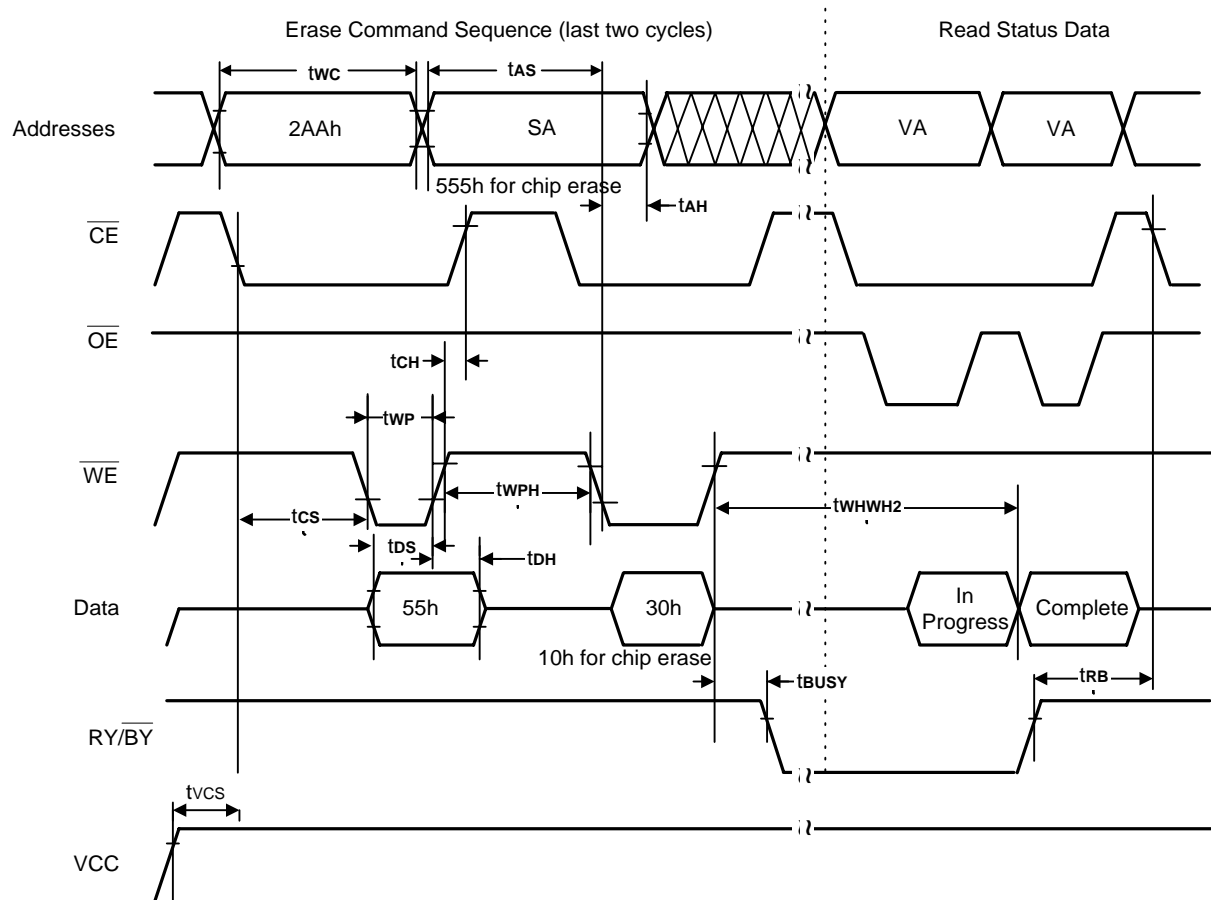 Erase Command Sequence (last two cycles)
Read Status Data
tWC
tAS
Addresses
2AAh
SA
VA
VA
555h for chip erase
tAH
CE
OE
tCH
tWP
WE
tWPH
tCS
tWHWH2
tDS
tDH
Data
55h
30h
In
Progress
Complete
10h for chip erase
tBUSY
tRB
RY/BY
tVCS
VCC